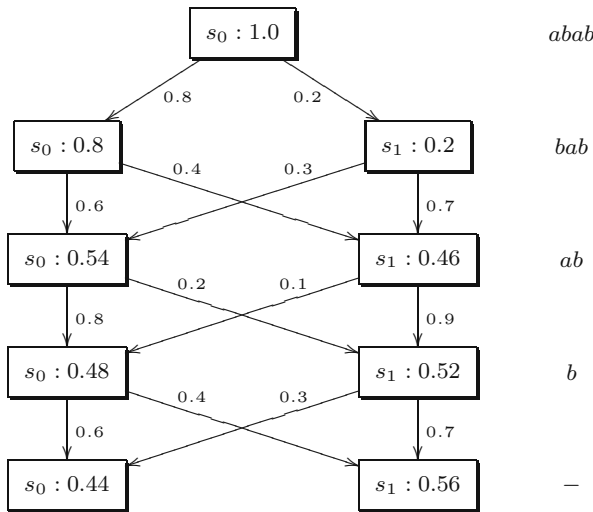 s₀ : 1.0 abab
0.8 0.2
s₀ : 0.8 s₁ : 0.2 bab
0.4 0.3
0.6 0.7
s₀ : 0.54 s₁ : 0.46 ab
0.2 0.1
0.8 0.9
s₀ : 0.48 s₁ : 0.52 b
0.4 0.3
0.6 0.7
s₀ : 0.44 s₁ : 0.56 −